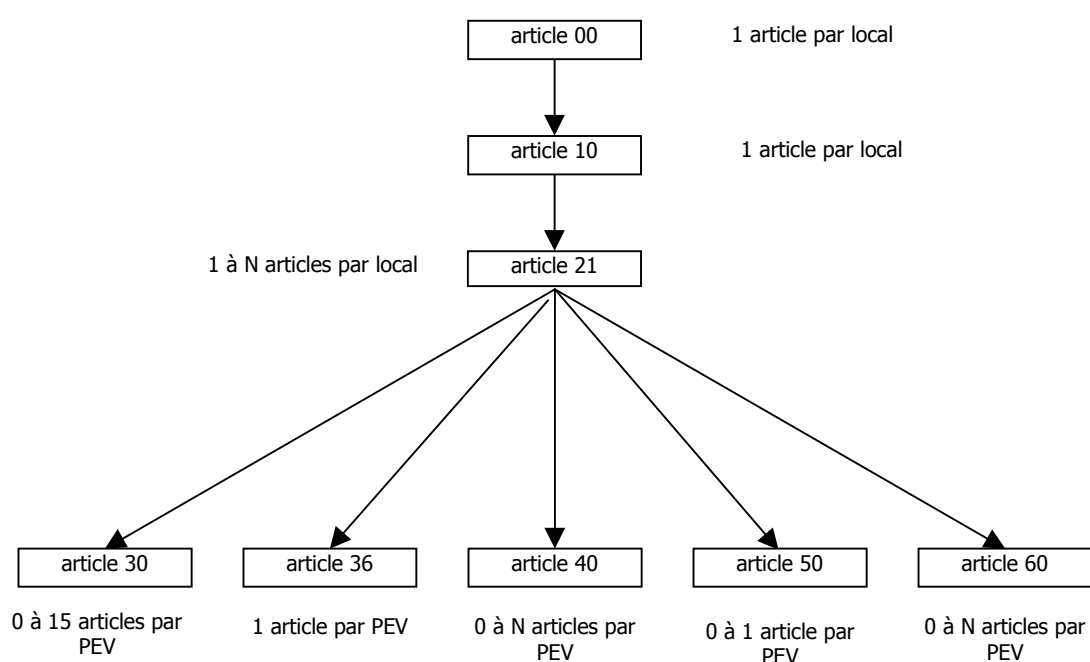 article 00
1 article par local
article 10
1 article par local
1 à N articles par local
article 21
article 30
article 36
article 40
article 50
article 60
0 à 15 articles par
PEV
1 article par PEV
0 à N articles par
PEV
0 à 1 article par
PEV
0 à N articles par
PEV